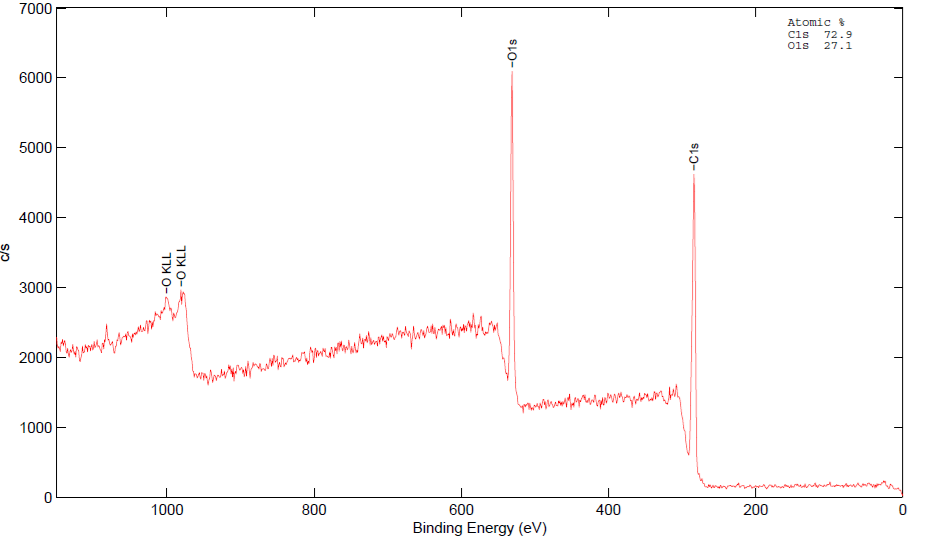 7000
6000
5000
4000
3000
2000
1000
0
c/s
1000
800
600
400
200
0
Binding Energy (eV)
−O KLL
−O KLL
−O1s
−C1s
Atomic %
C1s 72.9
O1s 27.1